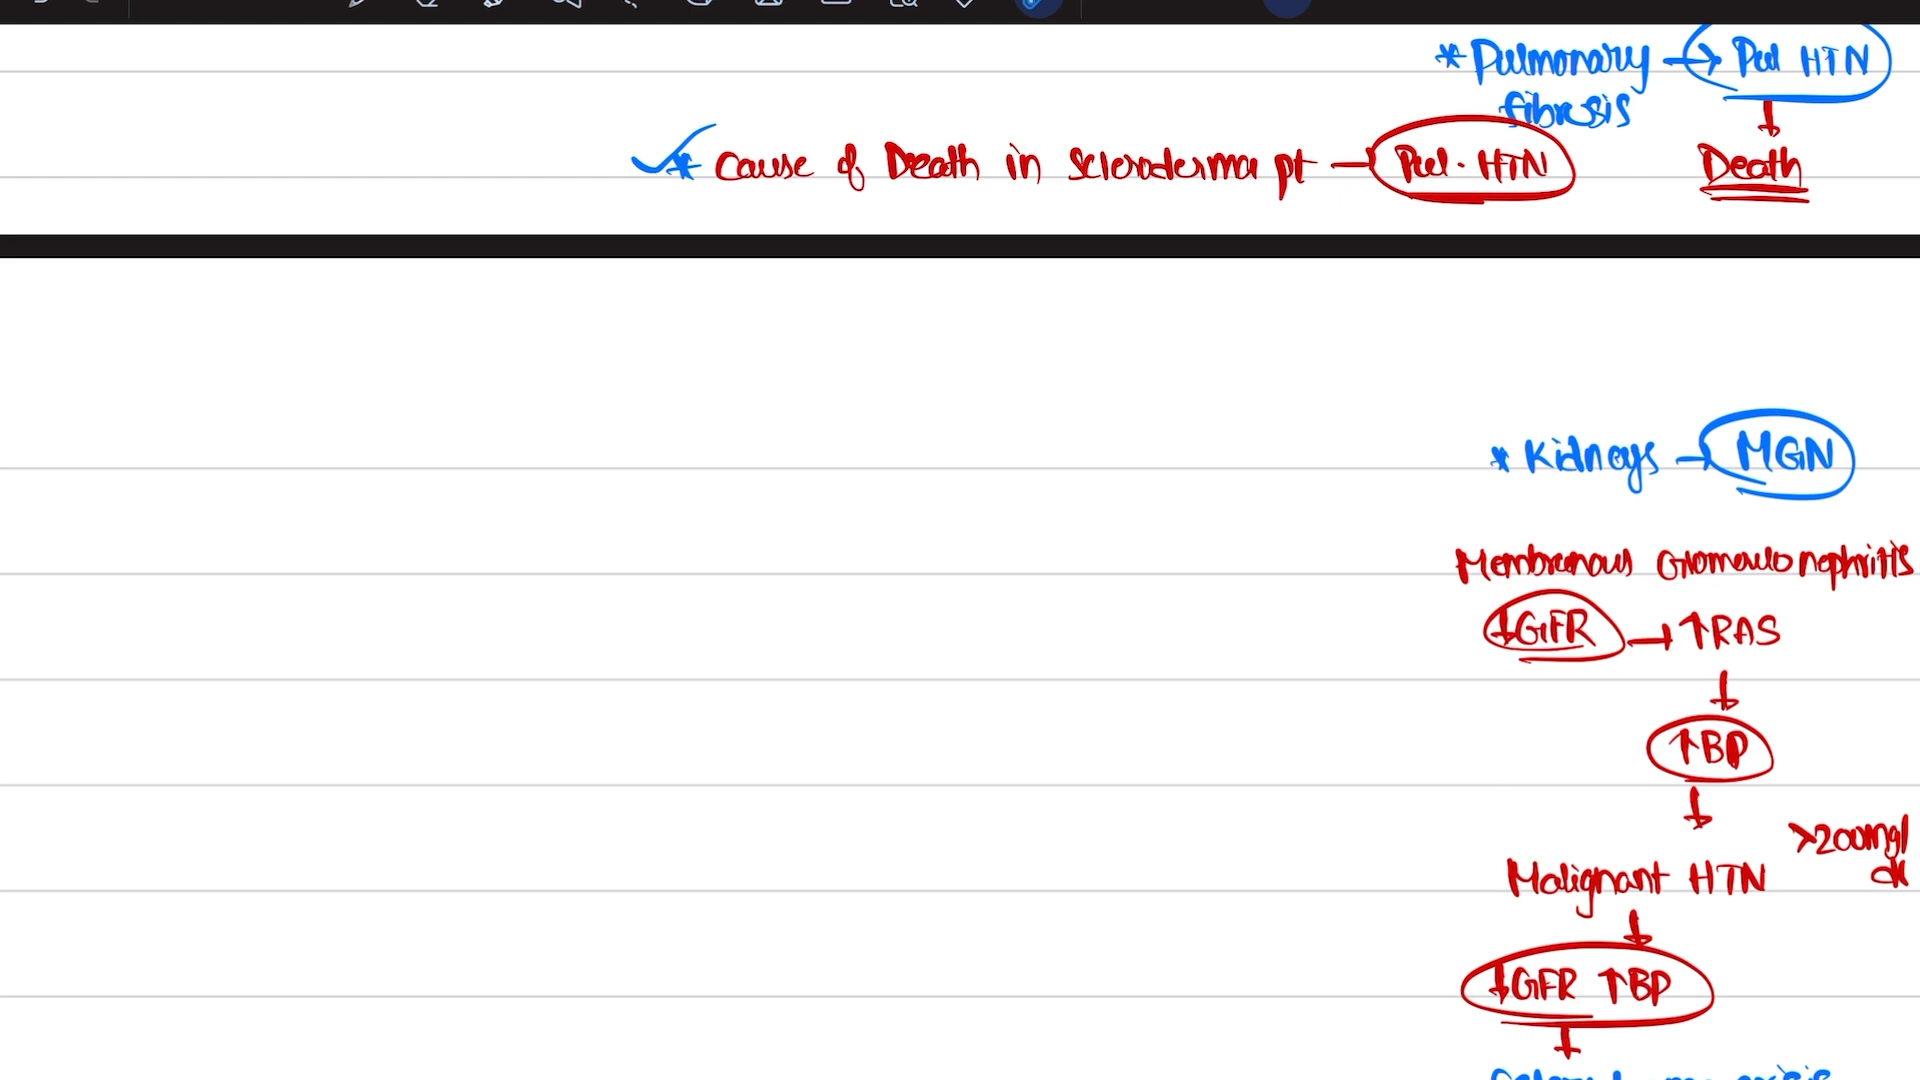 * Pulmonary → Pul HTN
fibrosis ↓
* Cause of Death in Scleroderma pt → Pul. HTN Death
* Kidneys → MGN
Membranous Glomerulonephritis
↓GFR → ↑RAS
↓
↑BP
↓
>200mg/
Malignant HTN dl
↓
↓GFR ↑BP
↓